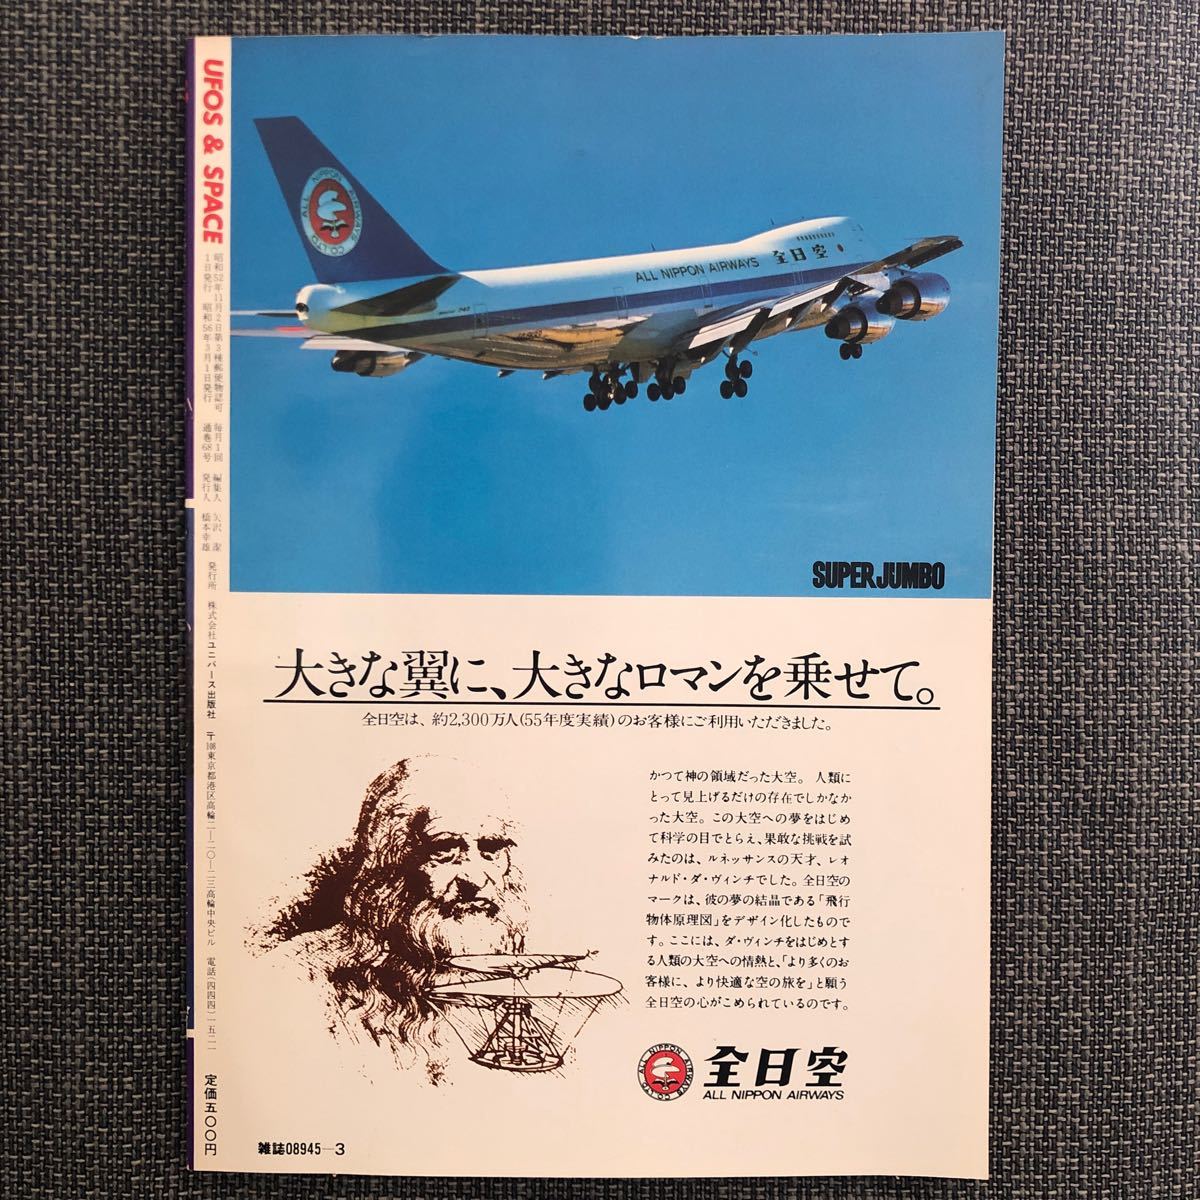 UFOS & SPACE
昭和52年11月2日第3種郵便物認可　毎月1回
1日発行　昭和56年3月1日発行　通巻68号
編集人　矢沢　潔
発行人　橋本幸雄
発行所　株式会社ユニバース出版社
〒108東京都港区高輪二―二〇―二三高輪中央ビル　電話(四四四)一五二一
定価五〇〇円
ALL NIPPON AIRWAYS CO. LTD.
ALL NIPPON AIRWAYS 全日空
SUPER JUMBO
大きな翼に、大きなロマンを乗せて。
全日空は、約2,300万人(55年度実績)のお客様にご利用いただきました。
かつて神の領域だった大空。人類に
とって見上げるだけの存在でしかなか
った大空。この大空への夢をはじめ
て科学の目でとらえ、果敢な挑戦を試
みたのは、ルネッサンスの天才、レオ
ナルド・ダ・ヴィンチでした。全日空の
マークは、彼の夢の結晶である「飛行
物体原理図」をデザイン化したもので
す。ここには、ダ・ヴィンチをはじめとす
る人類の大空への情熱と、「より多くのお
客様に、より快適な空の旅を」と願う
全日空の心がこめられているのです。
ALL NIPPON AIRWAYS CO. LTD.
全日空
ALL NIPPON AIRWAYS
雑誌08945-3